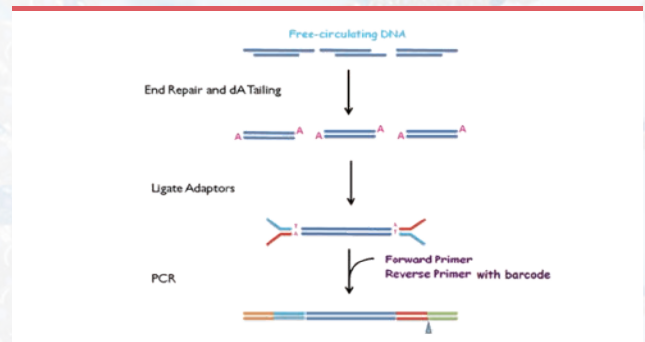 Free-circulating DNA
End Repair and dA Tailing
A A A A A A
Ligate Adaptors
T A
A T
Forward Primer
Reverse Primer with barcode
PCR